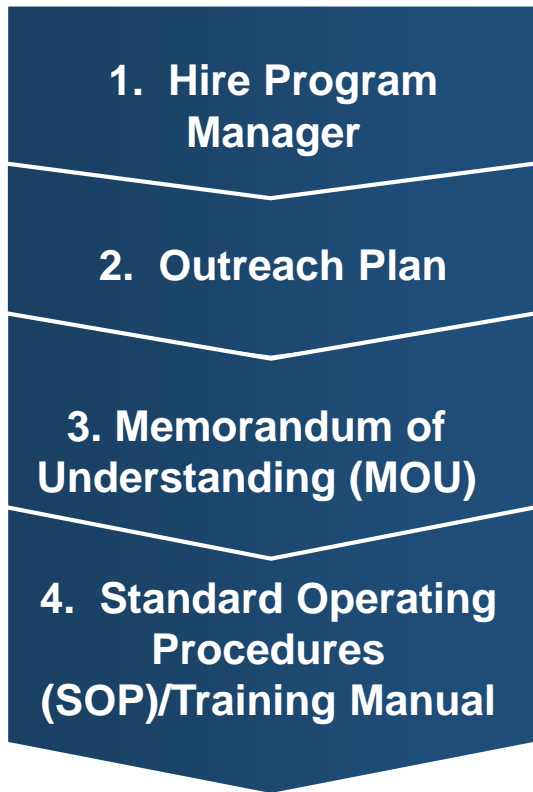 1. Hire Program
Manager
2. Outreach Plan
3. Memorandum of
Understanding (MOU)
4. Standard Operating
Procedures
(SOP)/Training Manual